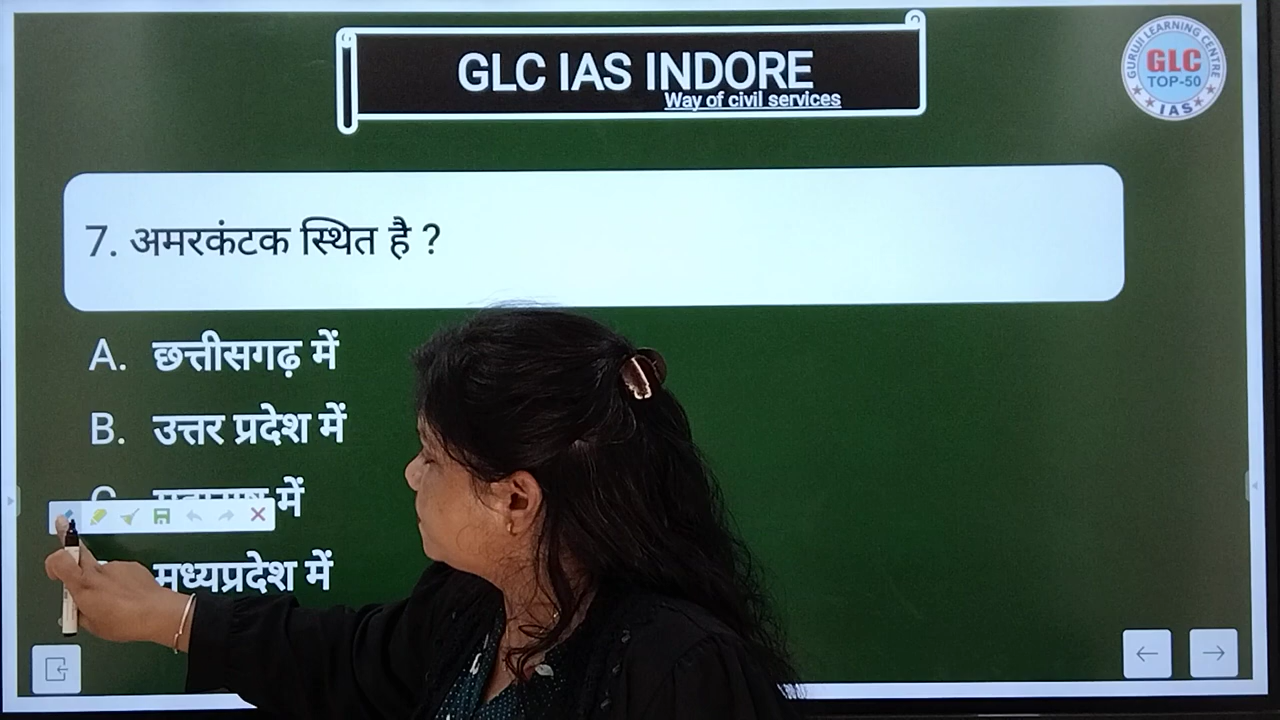 GLC IAS INDORE
Way of civil services
GURUJI LEARNING CENTRE
GLC
TOP-50
IAS
7. अमरकंटक स्थित है ?
A. छत्तीसगढ़ में
B. उत्तर प्रदेश में
में
मध्यप्रदेश में